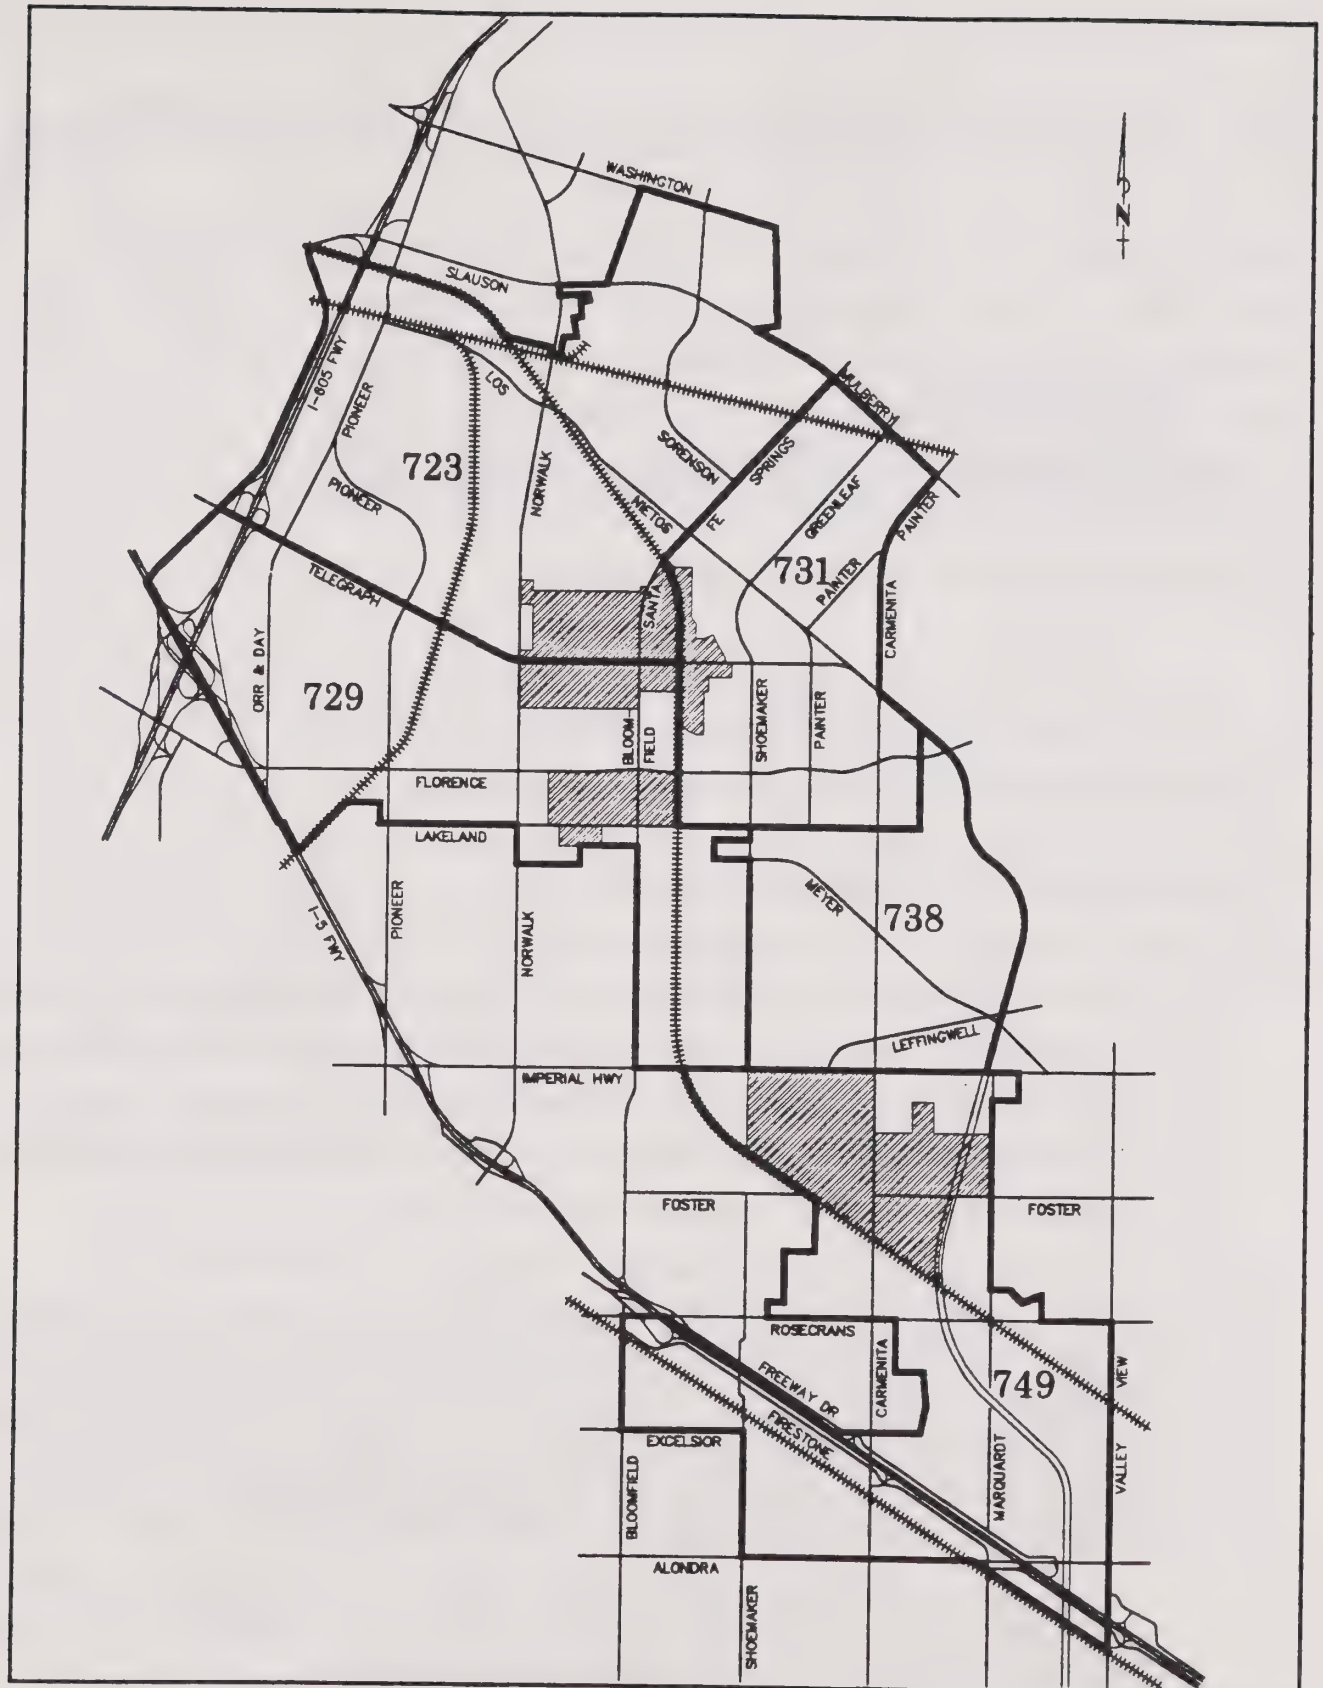 WASHINGTON
N
SLAUSON
I-605 FWY
PIONEER
LOS
MULBERRY
723
PIONEER
NORWALK
SORENSON
SPRINGS
NIETOS
FE
GREENLEAF
PAINTER
731
PAINTER
TELEGRAPH
SANTA
CARMENITA
ORR & DAY
729
BLOOM
FIELD
SHOEMAKER
PAINTER
FLORENCE
LAKELAND
PIONEER
I-5 FWY
NORWALK
MEYER
738
LEFFINGWELL
IMPERIAL HWY
FOSTER
FOSTER
ROSECRANS
FREEWAY DR
FIRESTONE
CARMENITA
749
VIEW
VALLEY
EXCELSIOR
BLOOMFIELD
MARQUARDT
ALONDRA
SHOEMAKER